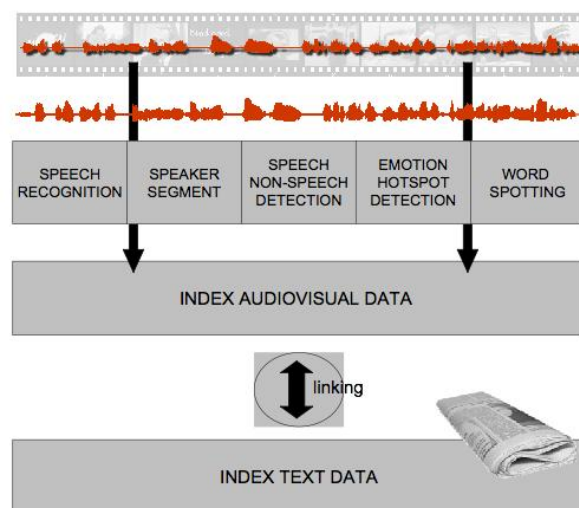 SPEECH
RECOGNITION
SPEAKER
SEGMENT
SPEECH
NON-SPEECH
DETECTION
EMOTION
HOTSPOT
DETECTION
WORD
SPOTTING
INDEX AUDIOVISUAL DATA
linking
INDEX TEXT DATA